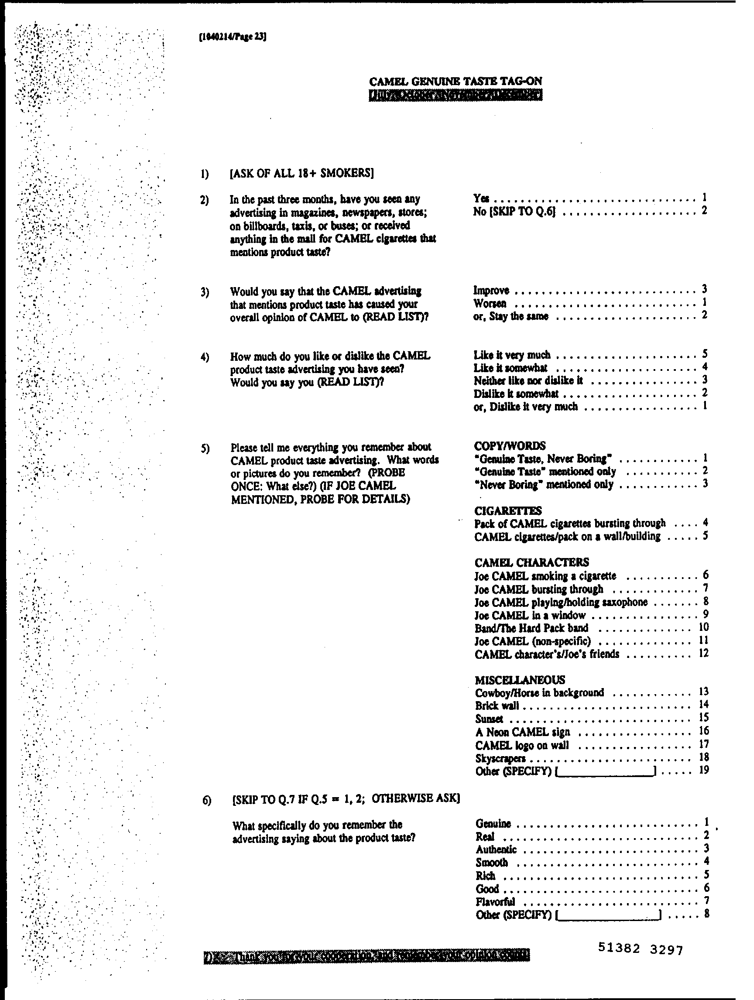 [1040214/Page 23]
CAMEL GENUINE TASTE TAG-ON
1) [ASK OF ALL 18+ SMOKERS]
2) In the past three months, have you seen any
advertising in magazines, newspapers, stores;
on billboards, taxis, or buses; or received
anything in the mail for CAMEL cigarettes that
mentions product taste?
Yes . . . . . . . . . . . . . . . . . . . . . . . . . . . . . 1
No [SKIP TO Q.6] . . . . . . . . . . . . . . . . . . . . 2
3) Would you say that the CAMEL advertising
that mentions product taste has caused your
overall opinion of CAMEL to (READ LIST)?
Improve . . . . . . . . . . . . . . . . . . . . . . . . . . 3
Worsen . . . . . . . . . . . . . . . . . . . . . . . . . . 1
or, Stay the same . . . . . . . . . . . . . . . . . . . . 2
4) How much do you like or dislike the CAMEL
product taste advertising you have seen?
Would you say you (READ LIST)?
Like it very much . . . . . . . . . . . . . . . . . . . . 5
Like it somewhat . . . . . . . . . . . . . . . . . . . . 4
Neither like nor dislike it . . . . . . . . . . . . . . . 3
Dislike it somewhat . . . . . . . . . . . . . . . . . . . 2
or, Dislike it very much . . . . . . . . . . . . . . . . 1
5) Please tell me everything you remember about
CAMEL product taste advertising. What words
or pictures do you remember? (PROBE
ONCE: What else?) (IF JOE CAMEL
MENTIONED, PROBE FOR DETAILS)
COPY/WORDS
"Genuine Taste, Never Boring" . . . . . . . . . . . 1
"Genuine Taste" mentioned only . . . . . . . . . . 2
"Never Boring" mentioned only . . . . . . . . . . . 3
CIGARETTES
Pack of CAMEL cigarettes bursting through . . . . 4
CAMEL cigarettes/pack on a wall/building . . . . . 5
CAMEL CHARACTERS
Joe CAMEL smoking a cigarette . . . . . . . . . . . 6
Joe CAMEL bursting through . . . . . . . . . . . . 7
Joe CAMEL playing/holding saxophone . . . . . . . 8
Joe CAMEL in a window . . . . . . . . . . . . . . . 9
Band/The Hard Pack band . . . . . . . . . . . . . 10
Joe CAMEL (non-specific) . . . . . . . . . . . . . 11
CAMEL character's/Joe's friends . . . . . . . . . 12
MISCELLANEOUS
Cowboy/Horse in background . . . . . . . . . . . 13
Brick wall . . . . . . . . . . . . . . . . . . . . . . . 14
Sunset . . . . . . . . . . . . . . . . . . . . . . . . . 15
A Neon CAMEL sign . . . . . . . . . . . . . . . . 16
CAMEL logo on wall . . . . . . . . . . . . . . . . 17
Skyscrapers . . . . . . . . . . . . . . . . . . . . . . 18
Other (SPECIFY) [______________] . . . . . 19
6) [SKIP TO Q.7 IF Q.5 = 1, 2; OTHERWISE ASK]
What specifically do you remember the
advertising saying about the product taste?
Genuine . . . . . . . . . . . . . . . . . . . . . . . . . . 1
Real . . . . . . . . . . . . . . . . . . . . . . . . . . . . 2
Authentic . . . . . . . . . . . . . . . . . . . . . . . . . 3
Smooth . . . . . . . . . . . . . . . . . . . . . . . . . . 4
Rich . . . . . . . . . . . . . . . . . . . . . . . . . . . . 5
Good . . . . . . . . . . . . . . . . . . . . . . . . . . . . 6
Flavorful . . . . . . . . . . . . . . . . . . . . . . . . . 7
Other (SPECIFY) [______________] . . . . . 8
Thank you for your cooperation, and
51382 3297